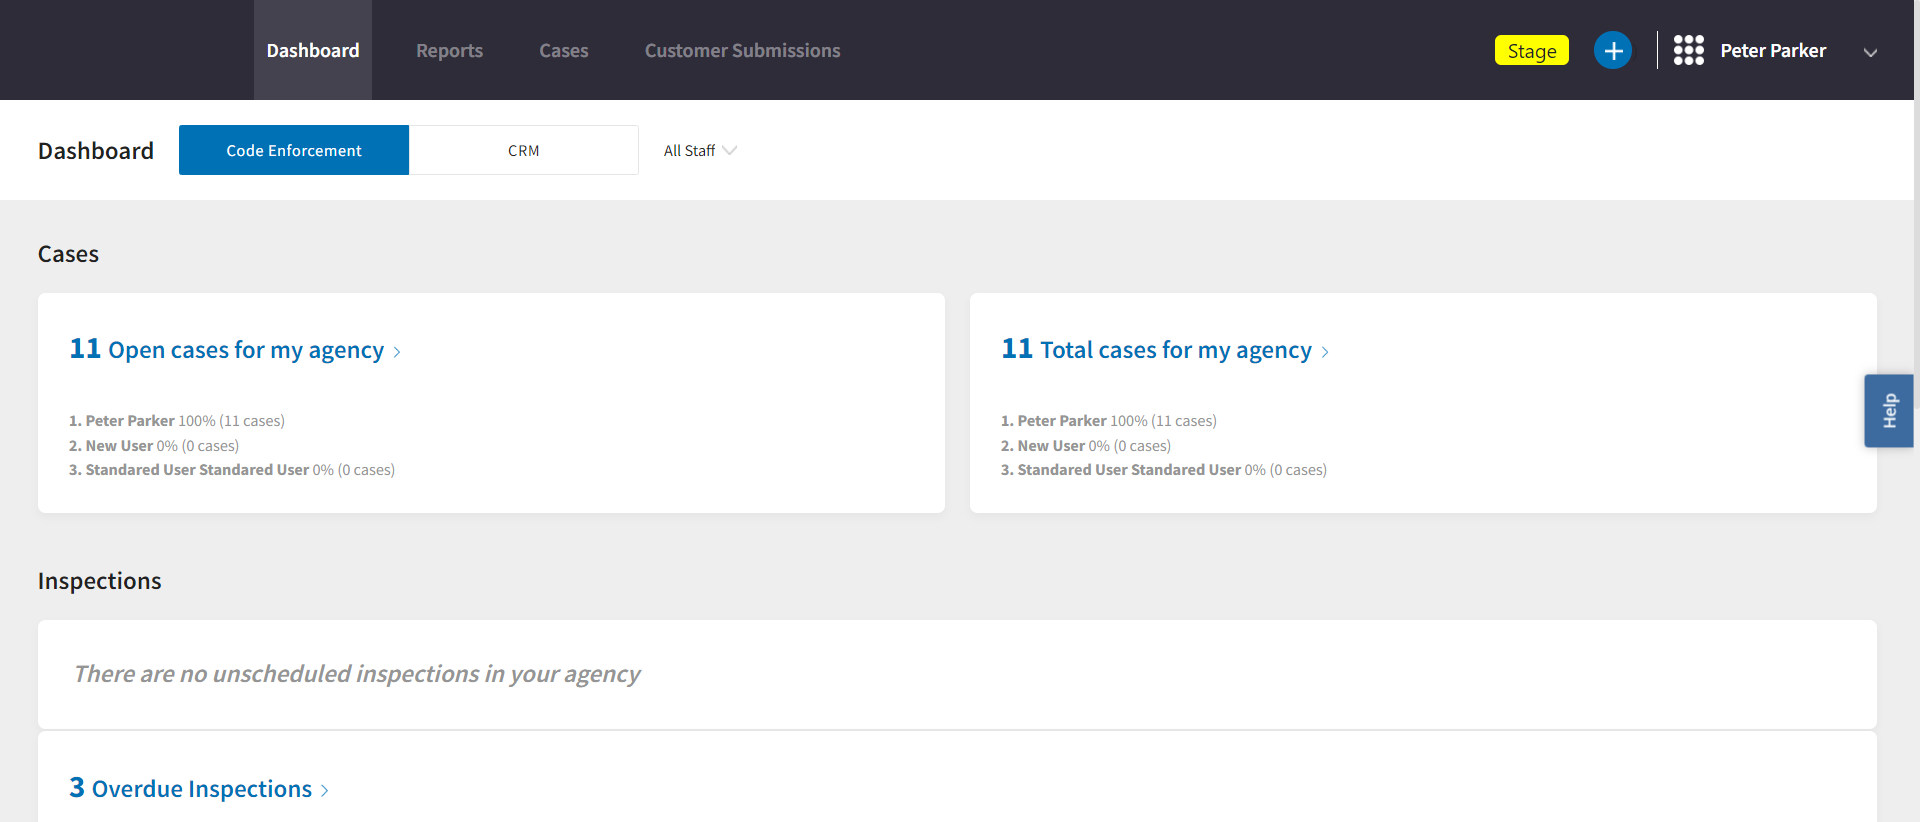 Dashboard Reports Cases Customer Submissions Stage Peter Parker
Dashboard Code Enforcement CRM All Staff
Cases
11 Open cases for my agency
1. Peter Parker 100% (11 cases)
2. New User 0% (0 cases)
3. Standared User Standared User 0% (0 cases)
11 Total cases for my agency
1. Peter Parker 100% (11 cases)
2. New User 0% (0 cases)
3. Standared User Standared User 0% (0 cases)
Help
Inspections
There are no unscheduled inspections in your agency
3 Overdue Inspections